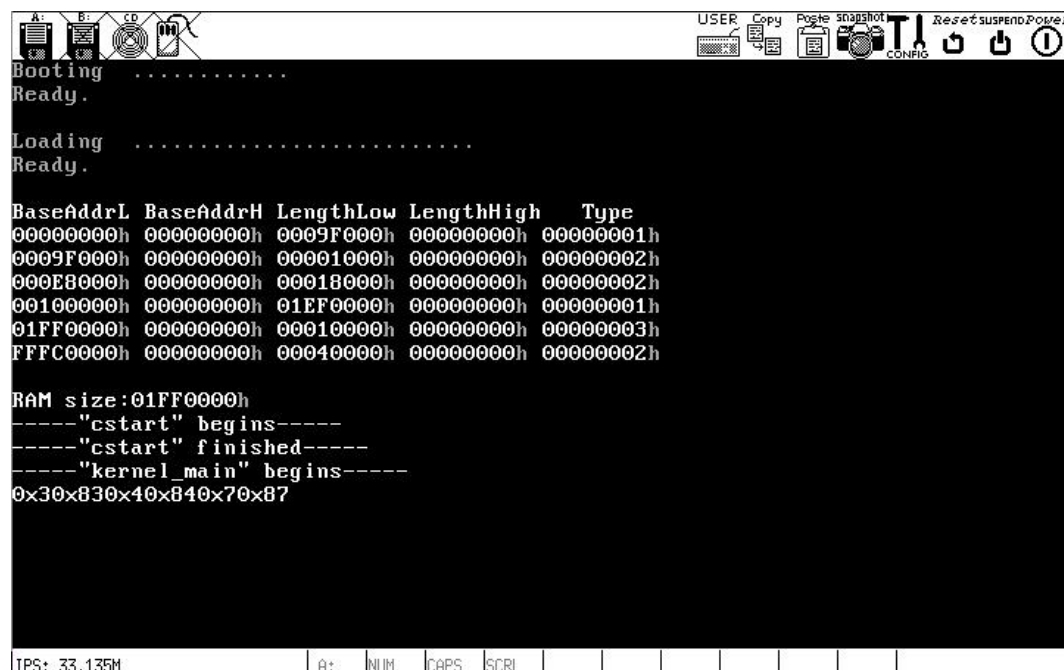 A: B: CD USER Copy Paste snapshot CONFIG Reset SUSPEND Power
Booting ............
Ready.
Loading ..........................
Ready.
BaseAddrL BaseAddrH LengthLow LengthHigh Type
00000000h 00000000h 0009F000h 00000000h 00000001h
0009F000h 00000000h 00001000h 00000000h 00000002h
000E8000h 00000000h 00018000h 00000000h 00000002h
00100000h 00000000h 01EF0000h 00000000h 00000001h
01FF0000h 00000000h 00010000h 00000000h 00000003h
FFFC0000h 00000000h 00040000h 00000000h 00000002h
RAM size:01FF0000h
-----"cstart" begins-----
-----"cstart" finished-----
-----"kernel_main" begins-----
0x30x830x40x840x70x87
IPS: 33.135M A: NUM CAPS SCRL